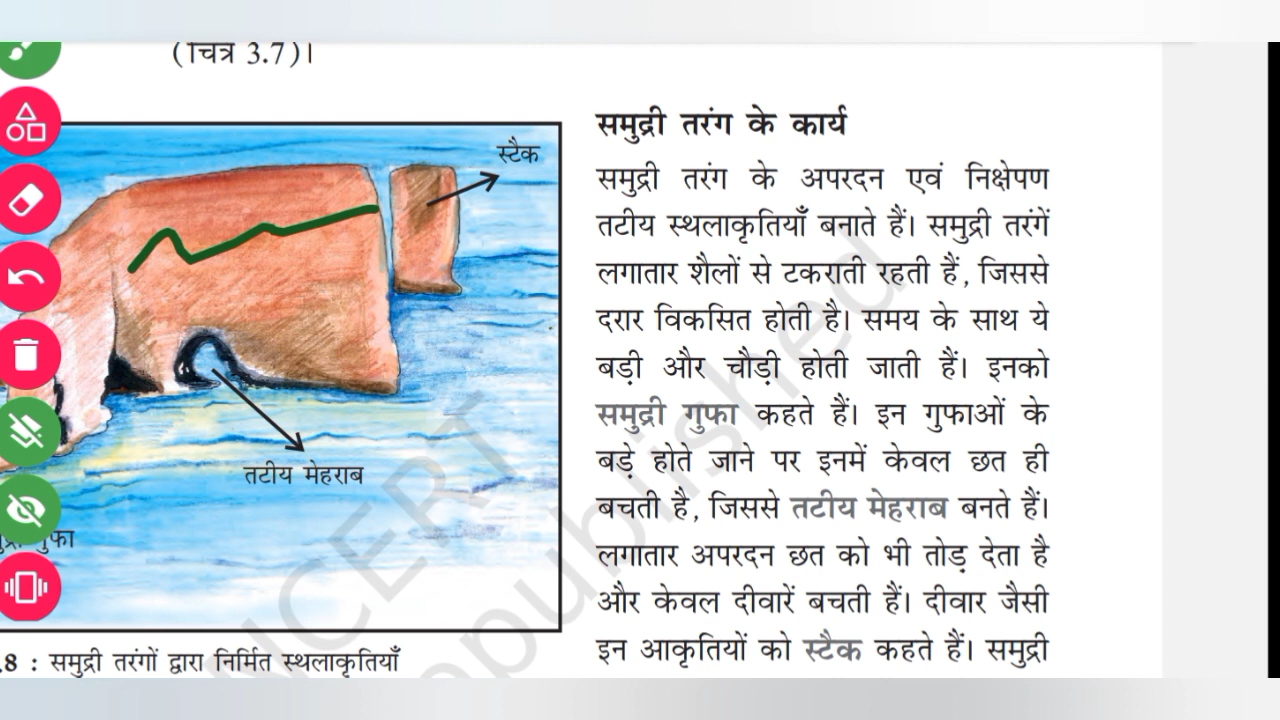 (चित्र 3.7)।
स्टैक
तटीय मेहराब
गुफा
.8 : समुद्री तरंगों द्वारा निर्मित स्थलाकृतियाँ
समुद्री तरंग के कार्य
समुद्री तरंग के अपरदन एवं निक्षेपण
तटीय स्थलाकृतियाँ बनाते हैं। समुद्री तरंगें
लगातार शैलों से टकराती रहती हैं, जिससे
दरार विकसित होती है। समय के साथ ये
बड़ी और चौड़ी होती जाती हैं। इनको
समुद्री गुफा कहते हैं। इन गुफाओं के
बड़े होते जाने पर इनमें केवल छत ही
बचती है, जिससे तटीय मेहराब बनते हैं।
लगातार अपरदन छत को भी तोड़ देता है
और केवल दीवारें बचती हैं। दीवार जैसी
इन आकृतियों को स्टैक कहते हैं। समुद्री
NCERT
republished